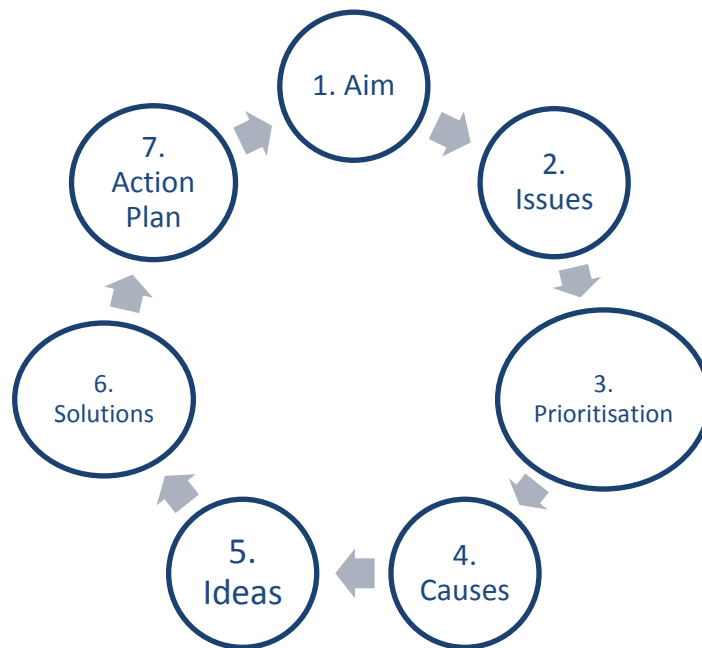 1. Aim
2.
Issues
3.
Prioritisation
4.
Causes
5.
Ideas
6.
Solutions
7.
Action
Plan